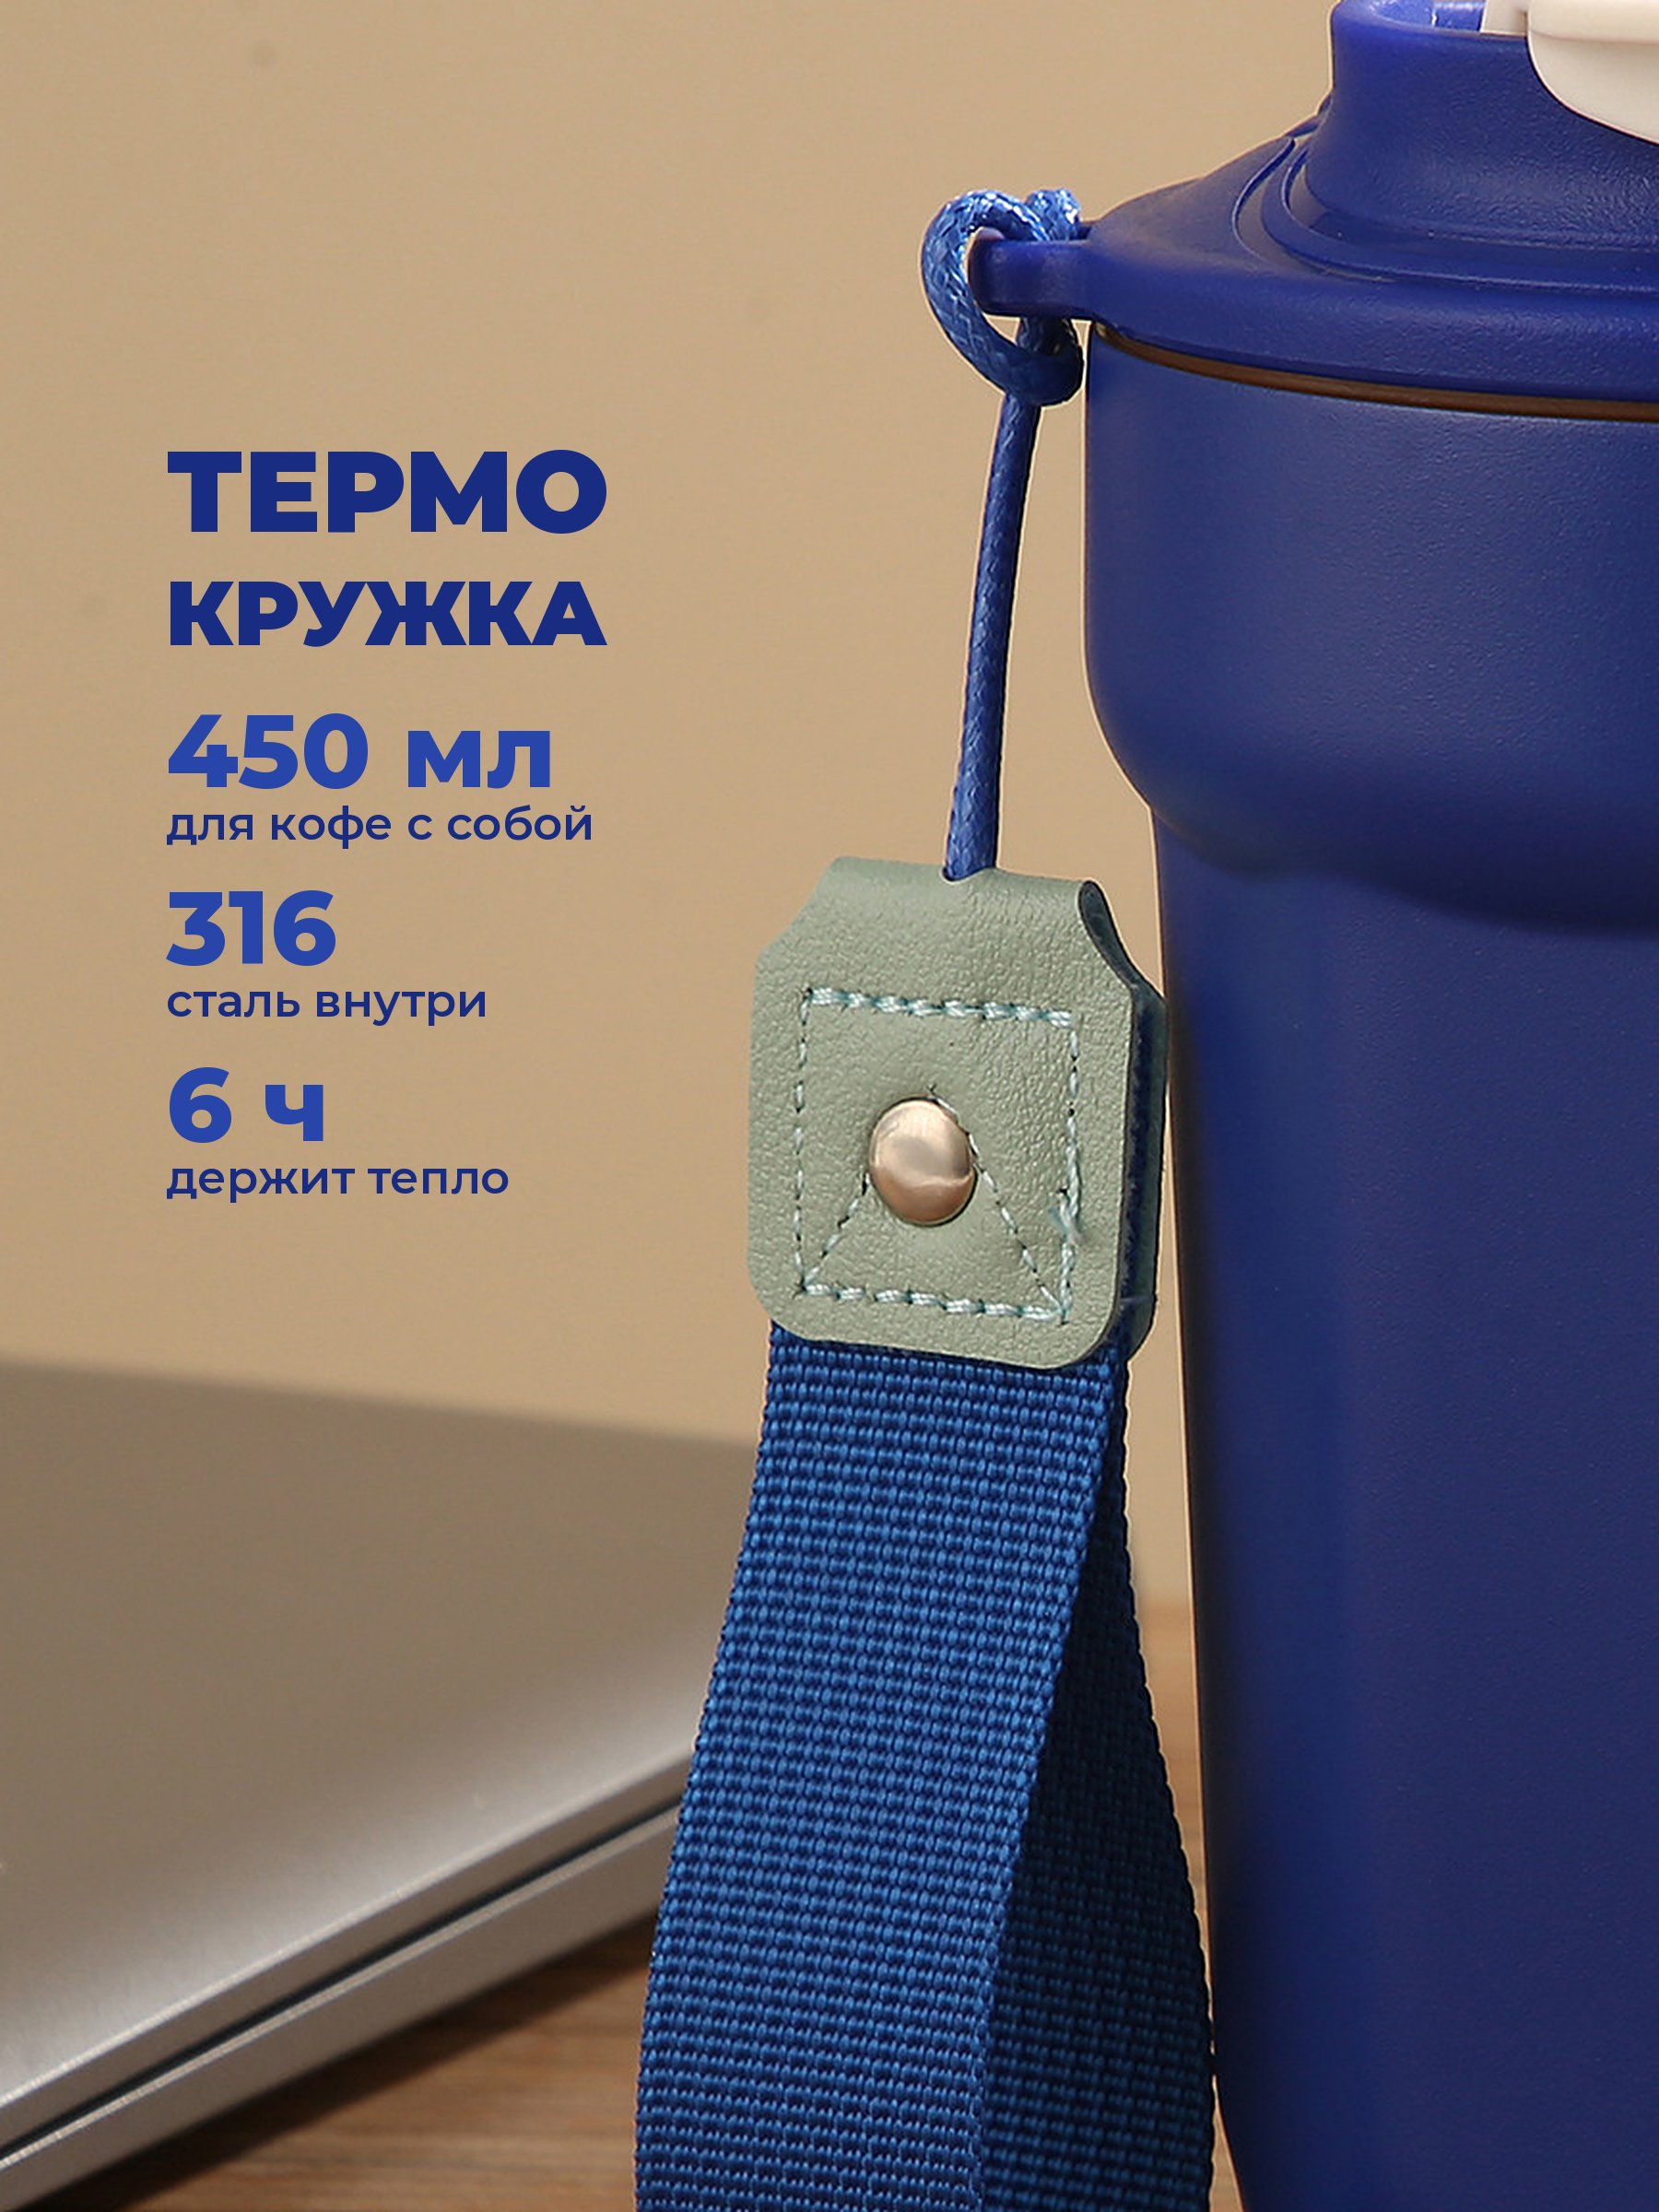 ТЕРМО
КРУЖКА
450 мл
для кофе с собой
316
сталь внутри
6 ч
держит тепло